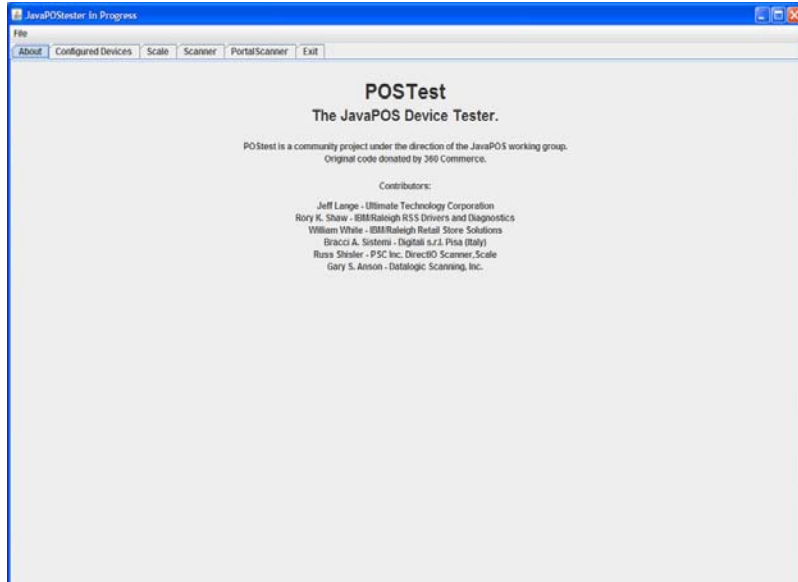 JavaPOStester In Progress
File
About Configured Devices Scale Scanner PortalScanner Exit
POSTest
The JavaPOS Device Tester.
POStest is a community project under the direction of the JavaPOS working group.
Original code donated by 360 Commerce.
Contributors:
Jeff Lange - Ultimate Technology Corporation
Rory K. Shaw - IBM/Raleigh RSS Drivers and Diagnostics
William White - IBM/Raleigh Retail Store Solutions
Bracci A. Sistemi - Digitali s.r.l. Pisa (Italy)
Russ Shisler - PSC Inc. DirectIO Scanner,Scale
Gary S. Anson - Datalogic Scanning, Inc.